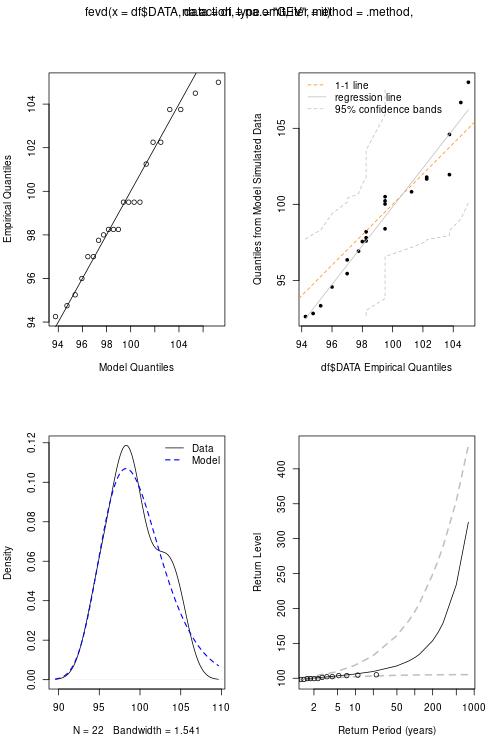 fevd(x = df$DATA,
method = .method,
94 96 98 100 102 104
Empirical Quantiles
94 96 98 100 102 104
Model Quantiles
1-1 line
regression line
95% confidence bands
Quantiles from Model Simulated Data
95 100 105
94 96 98 100 102 104
df$DATA Empirical Quantiles
Data
Model
Density
0.00 0.02 0.04 0.06 0.08 0.10 0.12
90 95 100 105 110
N = 22 Bandwidth = 1.541
Return Level
100 150 200 250 300 350 400
2 5 10 50 200 1000
Return Period (years)